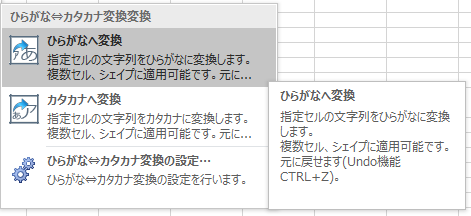 ひらがな⇔カタカナ変換変換
ひらがなへ変換
指定セルの文字列をひらがなに変換します。
複数セル、シェイプに適用可能です。元に...
カタカナへ変換
指定セルの文字列をカタカナに変換します。
複数セル、シェイプに適用可能です。元に...
ひらがな⇔カタカナ変換の設定…
ひらがな⇔カタカナ変換の設定を行います。
ひらがなへ変換
指定セルの文字列をひらがなに変換
します。
複数セル、シェイプに適用可能です。
元に戻せます(Undo機能
CTRL+Z)。